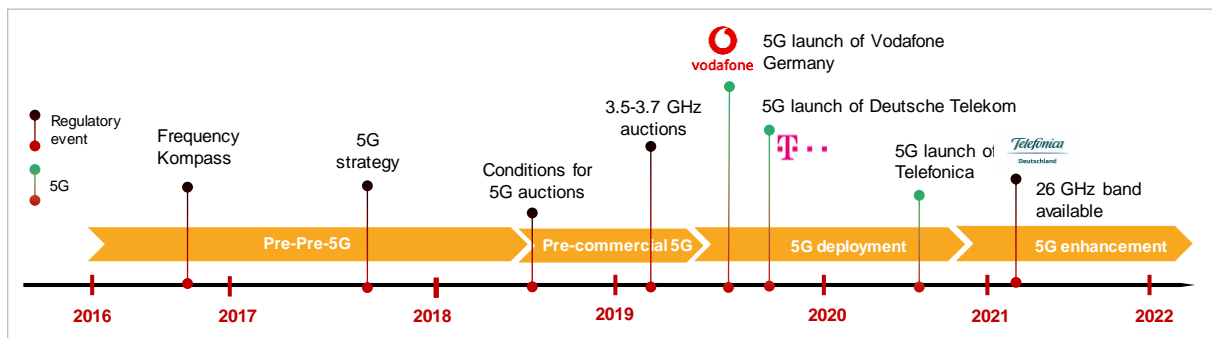 vodafone
5G launch of Vodafone
Germany
Regulatory
event
5G
Frequency
Kompass
5G
strategy
Conditions for
5G auctions
3.5-3.7 GHz
auctions
5G launch of Deutsche Telekom
T
5G launch of
Telefonica
Telefónica
Deutschland
26 GHz band
available
Pre-Pre-5G
Pre-commercial 5G
5G deployment
5G enhancement
2016
2017
2018
2019
2020
2021
2022